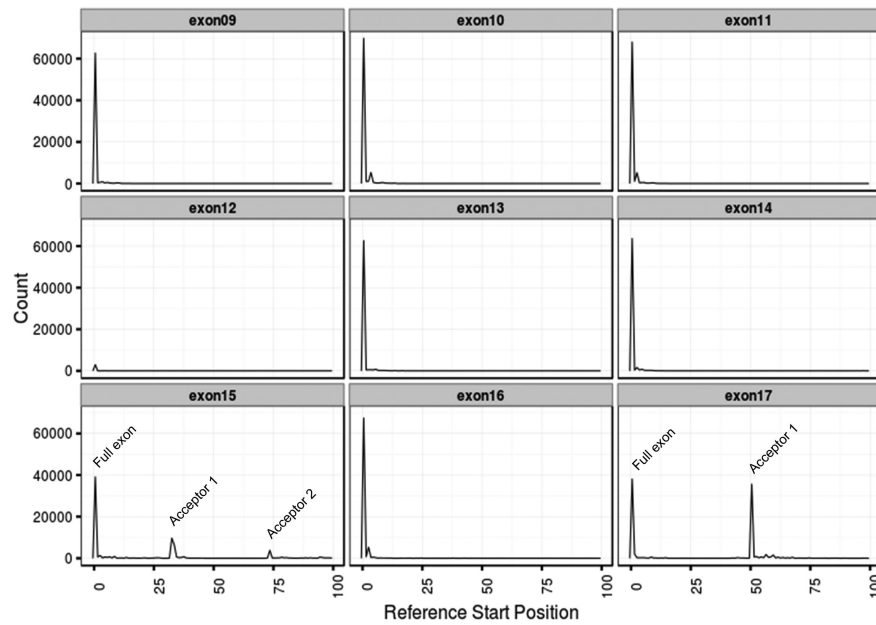 exon09
exon10
exon11
60000
40000
20000
0
exon12
exon13
exon14
60000
40000
20000
0
Count
exon15
exon16
exon17
60000
40000
20000
0
Full exon
Acceptor 1
Acceptor 2
Full exon
Acceptor 1
0
25
50
75
100
0
25
50
75
100
0
25
50
75
100
Reference Start Position